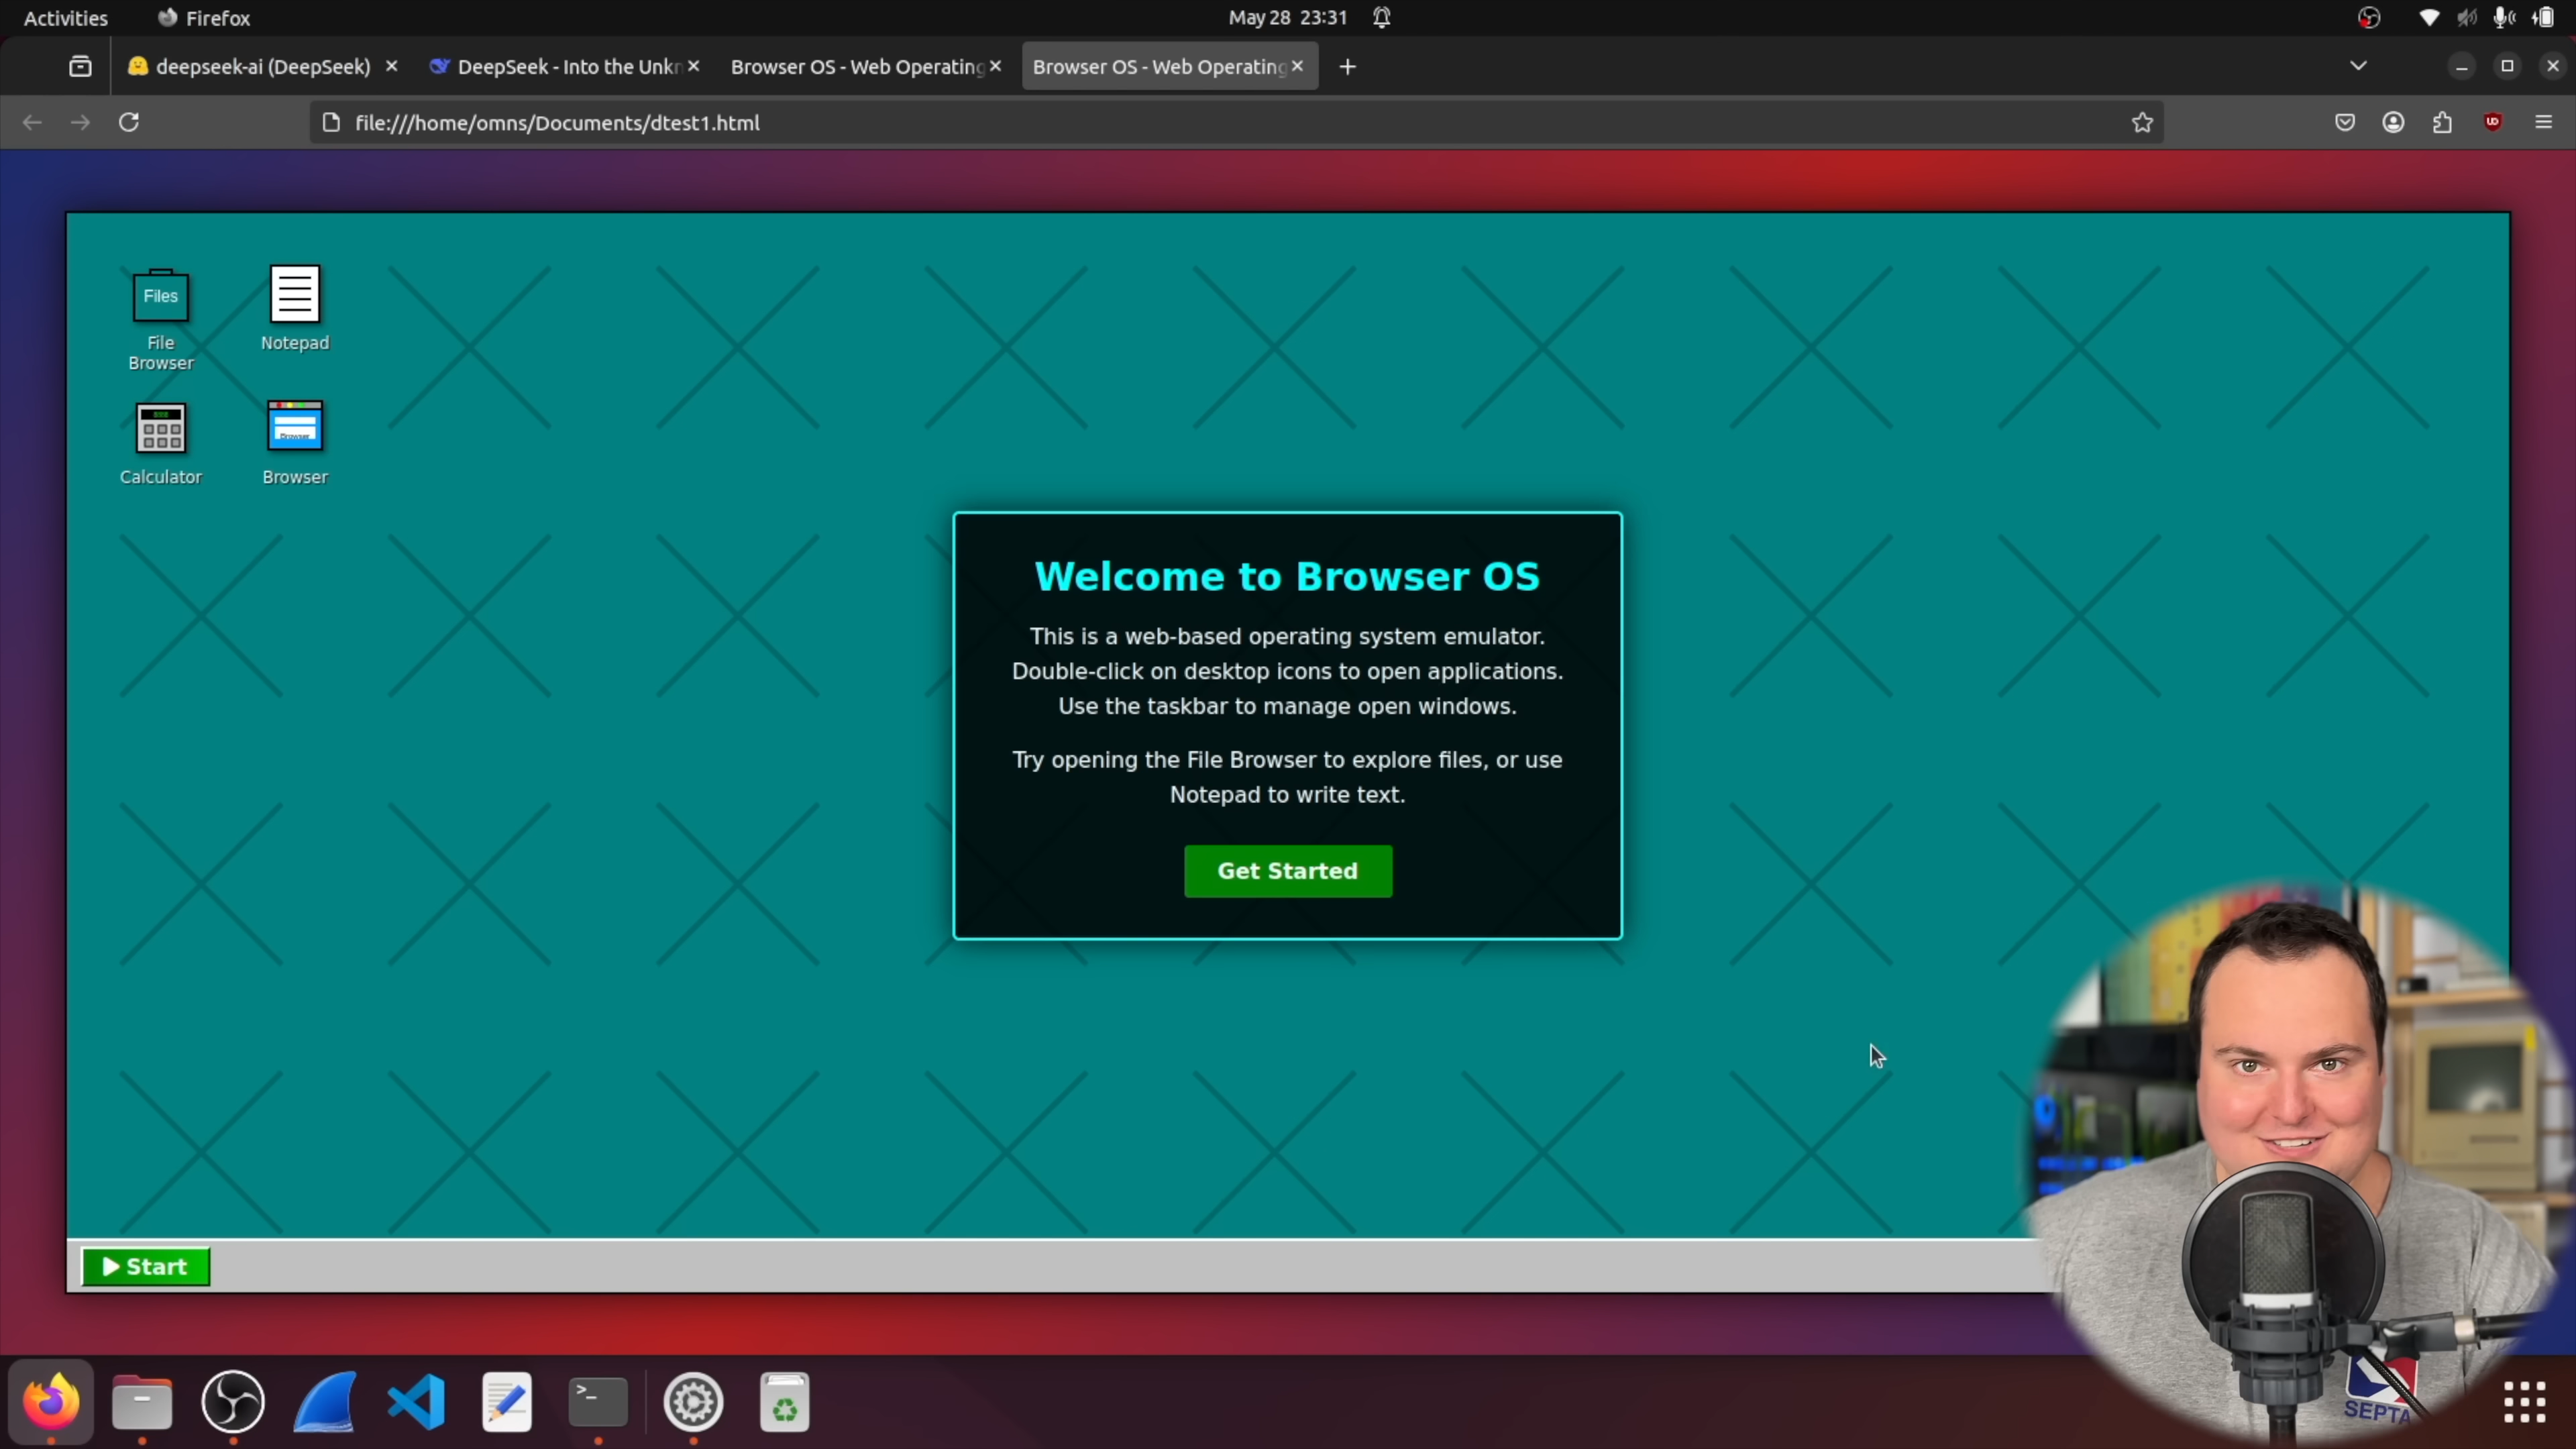 Activities
Firefox
May 28 23:31
deepseek-ai (DeepSeek)
DeepSeek - Into the Unkn
Browser OS - Web Operating
Browser OS - Web Operating
file:///home/omns/Documents/dtest1.html
Files
File
Browser
Notepad
Calculator
Browser
Browser
Welcome to Browser OS
This is a web-based operating system emulator.
Double-click on desktop icons to open applications.
Use the taskbar to manage open windows.
Try opening the File Browser to explore files, or use
Notepad to write text.
Get Started
Start
SEPTA